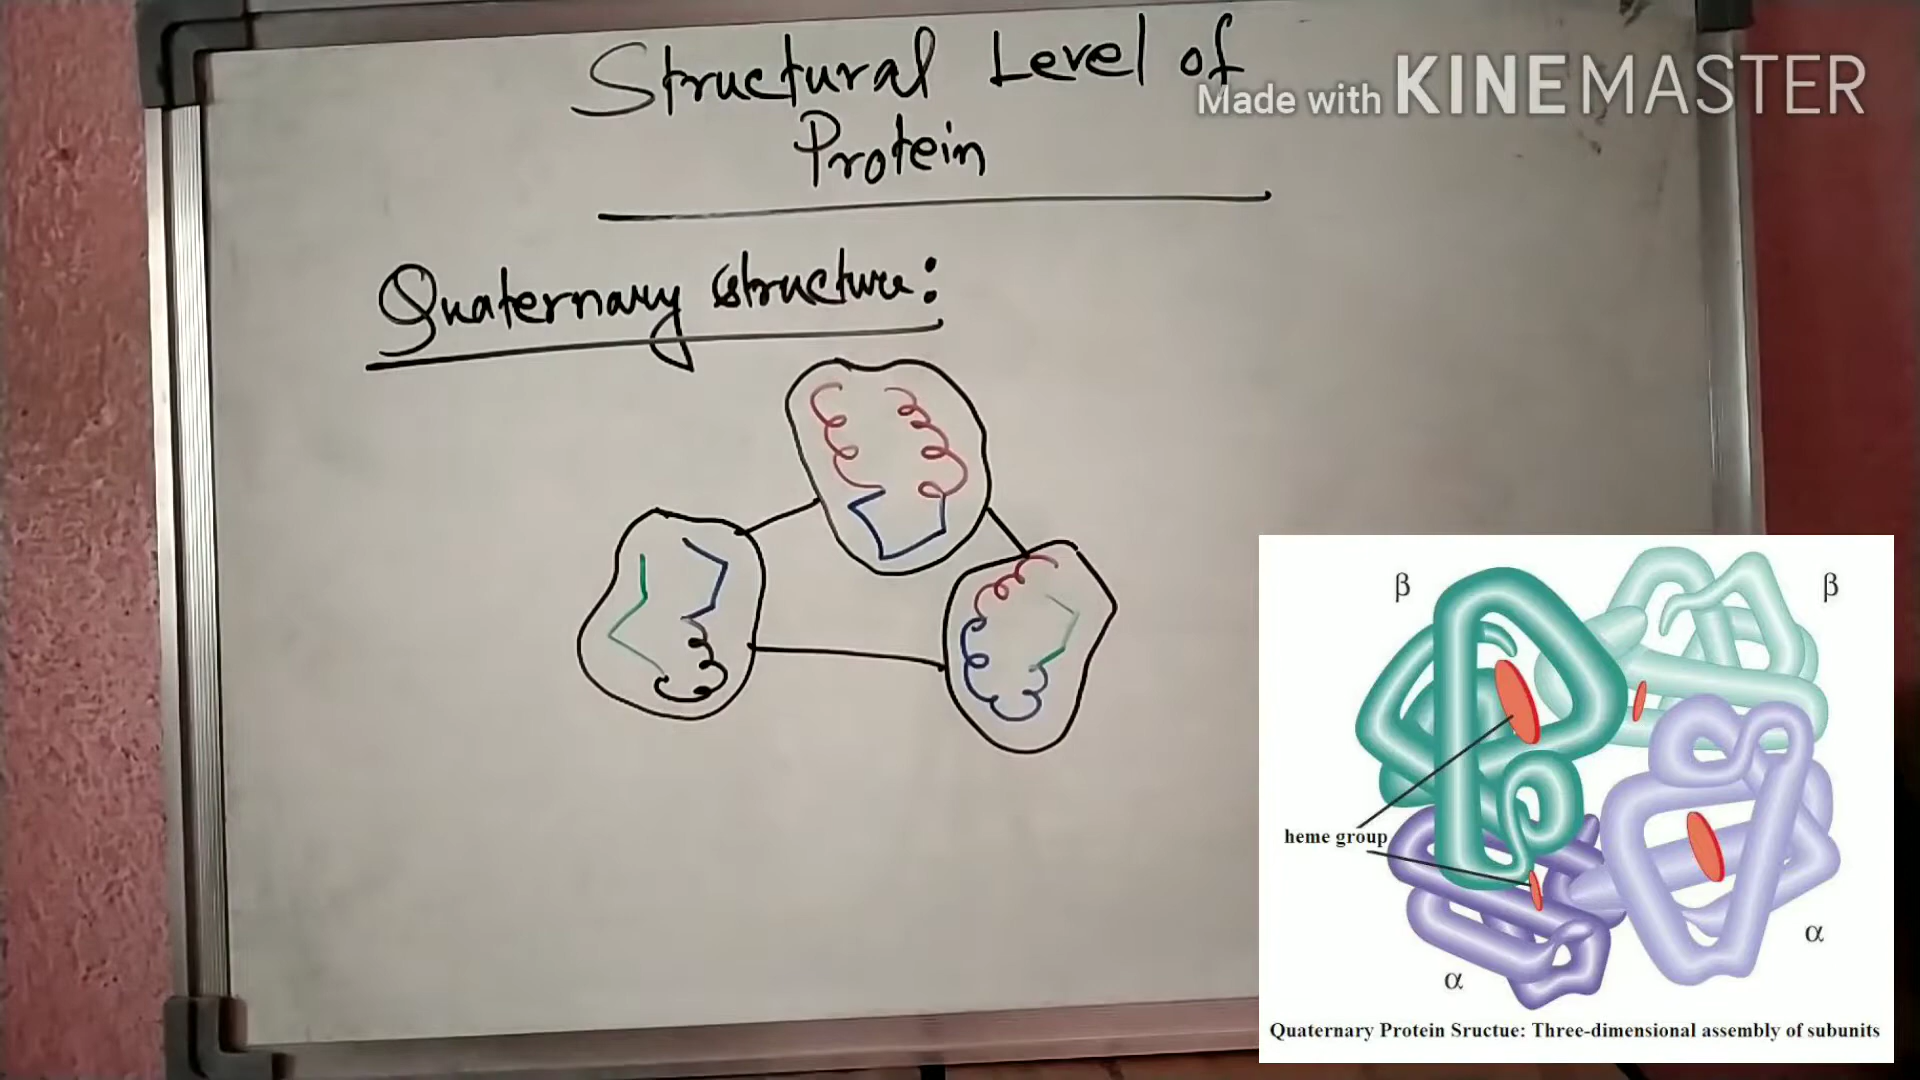 Structural Level of
Protein
Made with KINEMASTER
Quaternary structure:
β
β
heme group
α
α
Quaternary Protein Sructue: Three-dimensional assembly of subunits